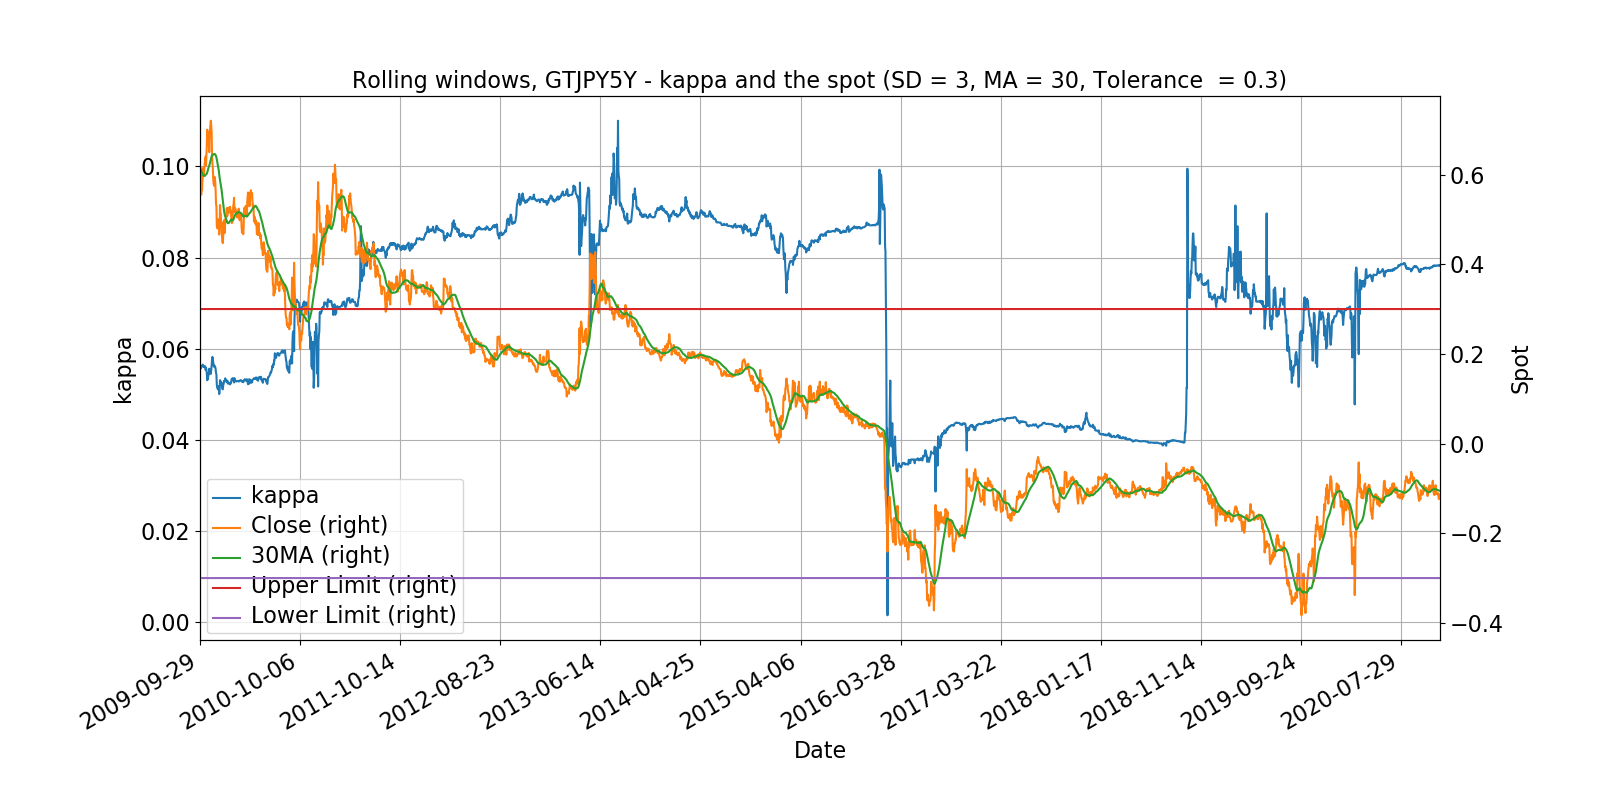 Rolling windows, GTJPY5Y - kappa and the spot (SD = 3, MA = 30, Tolerance  = 0.3)
kappa
0.10
0.08
0.06
0.04
0.02
0.00
0.6
0.4
0.2
0.0
−0.2
−0.4
Spot
kappa
Close (right)
30MA (right)
Upper Limit (right)
Lower Limit (right)
2009-09-29
2010-10-06
2011-10-14
2012-08-23
2013-06-14
2014-04-25
2015-04-06
2016-03-28
2017-03-22
2018-01-17
2018-11-14
2019-09-24
2020-07-29
Date